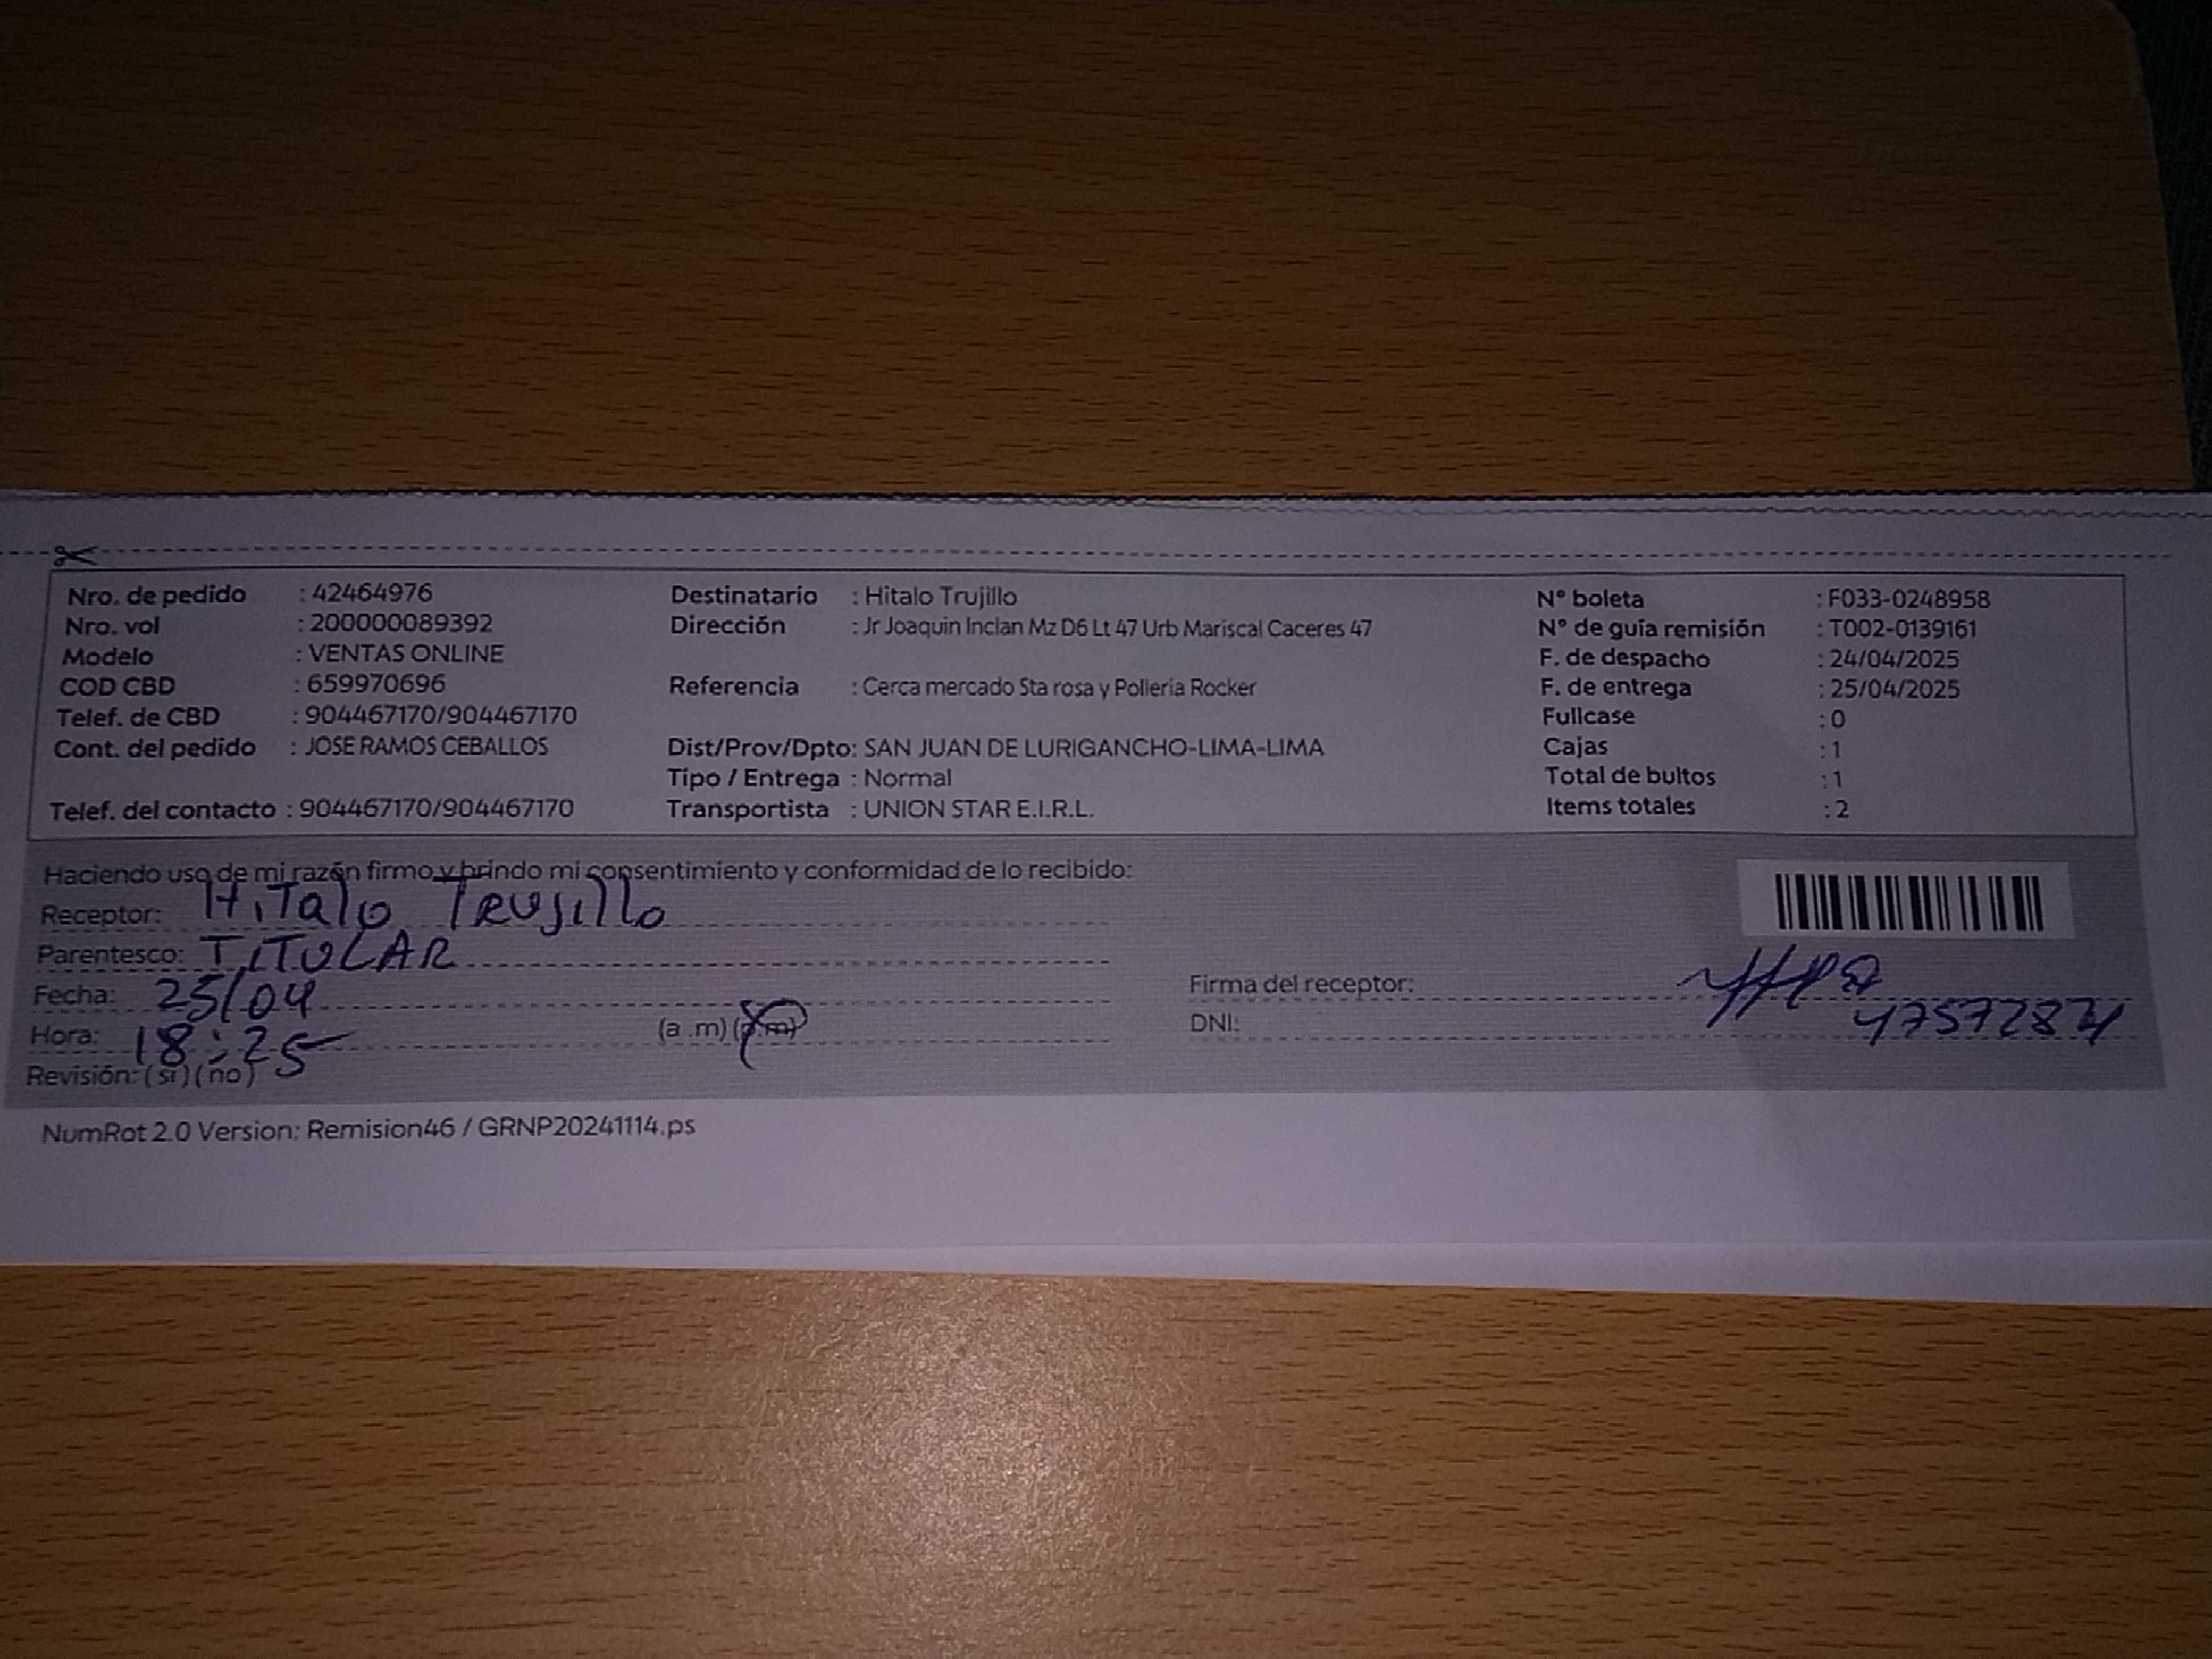 Nro. de pedido : 42464976
Nro. vol : 200000089392
Modelo : VENTAS ONLINE
COD CBD : 659970696
Telef. de CBD : 904467170/904467170
Cont. del pedido : JOSE RAMOS CEBALLOS
Telef. del contacto : 904467170/904467170
Destinatario : Hitalo Trujillo
Dirección : Jr Joaquin Inclan Mz D6 Lt 47 Urb Mariscal Caceres 47
Referencia : Cerca mercado Sta rosa y Polleria Rocker
Dist/Prov/Dpto: SAN JUAN DE LURIGANCHO-LIMA-LIMA
Tipo / Entrega : Normal
Transportista : UNION STAR E.I.R.L.
N° boleta : F033-0248958
N° de guía remisión : T002-0139161
F. de despacho : 24/04/2025
F. de entrega : 25/04/2025
Fullcase : 0
Cajas : 1
Total de bultos : 1
Items totales : 2
Haciendo uso de mi razón firmo y brindo mi consentimiento y conformidad de lo recibido:
Receptor: Hitalo Trujillo
Parentesco: TITULAR
Fecha: 25/04
Hora: 18:25 (a .m) (p.m)
Revisión: (si) (no)
Firma del receptor:
DNI:
NumRot 2.0 Version: Remision46 / GRNP20241114.ps